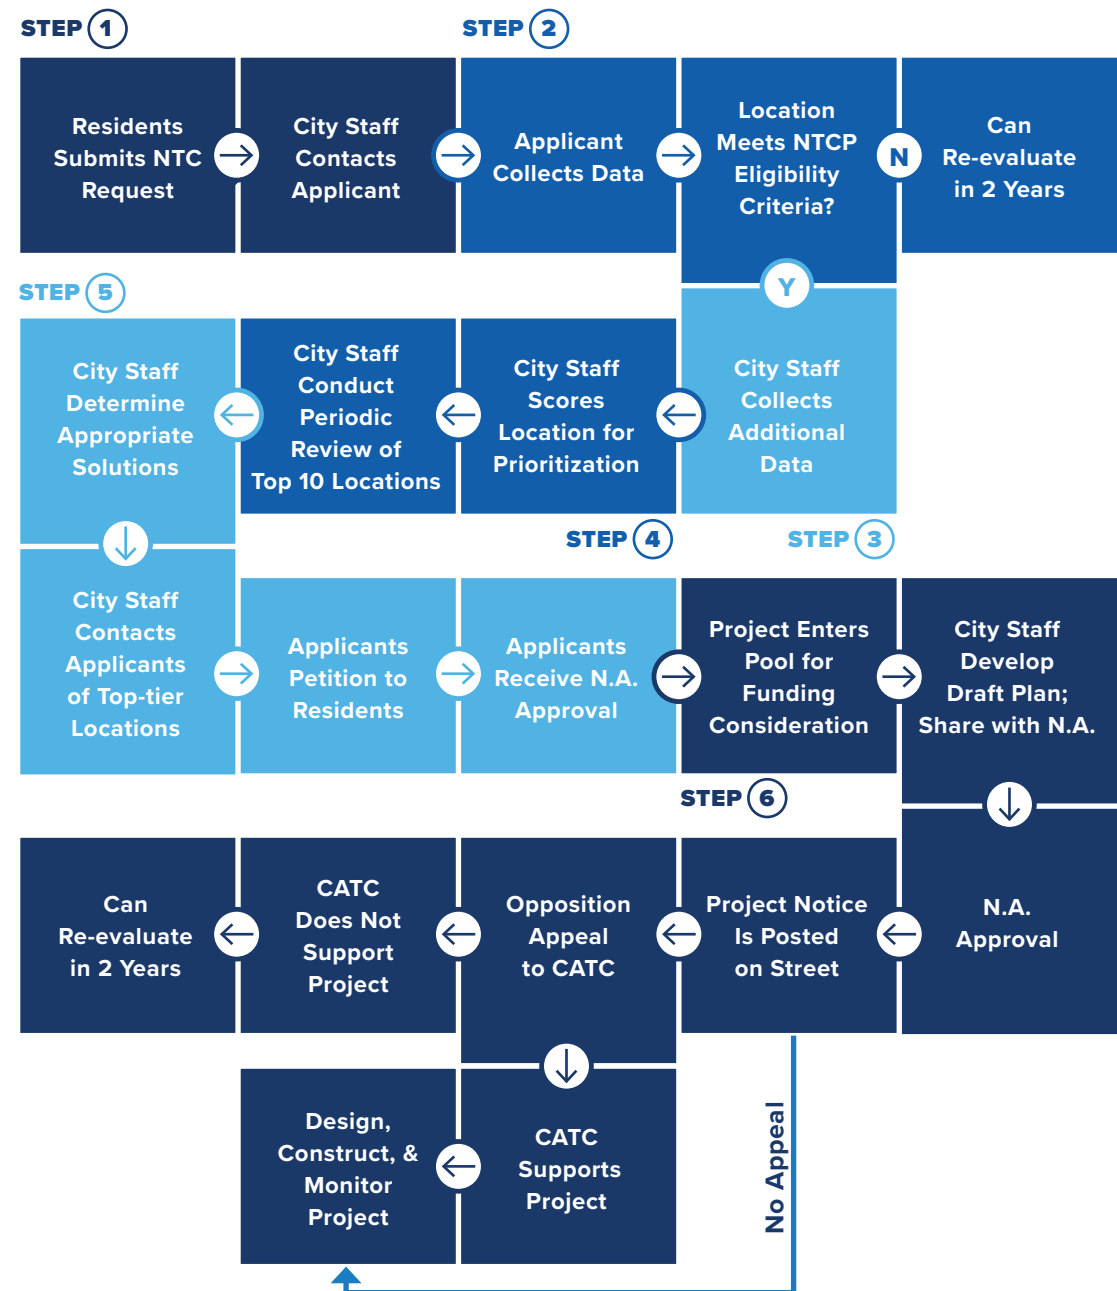 STEP 1
Residents
Submits NTC
Request
City Staff
Contacts
Applicant
STEP 2
Applicant
Collects Data
Location
Meets NTCP
Eligibility
Criteria?
N
Can
Re-evaluate
in 2 Years
Y
City Staff
Collects
Additional
Data
STEP 3
City Staff
Scores
Location for
Prioritization
STEP 4
City Staff
Conduct
Periodic
Review of
Top 10 Locations
STEP 5
City Staff
Determine
Appropriate
Solutions
City Staff
Contacts
Applicants
of Top-tier
Locations
Applicants
Petition to
Residents
Applicants
Receive N.A.
Approval
Project Enters
Pool for
Funding
Consideration
STEP 6
City Staff
Develop
Draft Plan;
Share with N.A.
N.A.
Approval
Project Notice
Is Posted
on Street
Opposition
Appeal
to CATC
CATC
Does Not
Support
Project
Can
Re-evaluate
in 2 Years
CATC
Supports
Project
Design,
Construct, &
Monitor
Project
No Appeal